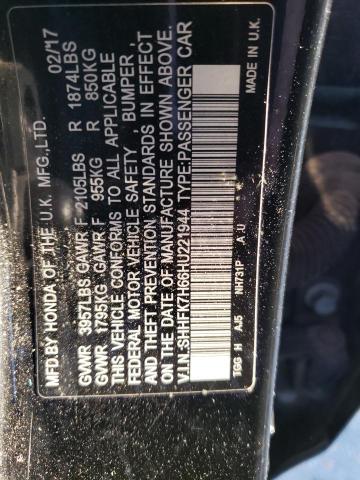 MFD.BY HONDA OF THE U.K. MFG.,LTD. 02/17
GVWR 3957LBS GAWR F 2105LBS R 1874LBS
GVWR 1795KG GAWR F 955KG R 850KG
THIS VEHICLE CONFORMS TO ALL APPLICABLE
FEDERAL MOTOR VEHICLE SAFETY , BUMPER ,
AND THEFT PREVENTION STANDARDS IN EFFECT
ON THE DATE OF MANUFACTURE SHOWN ABOVE.
V.I.N.:SHHFK7H66HU221944 TYPE:PASSENGER CAR
TGG H AJ5 NH731P A U MADE IN U.K.